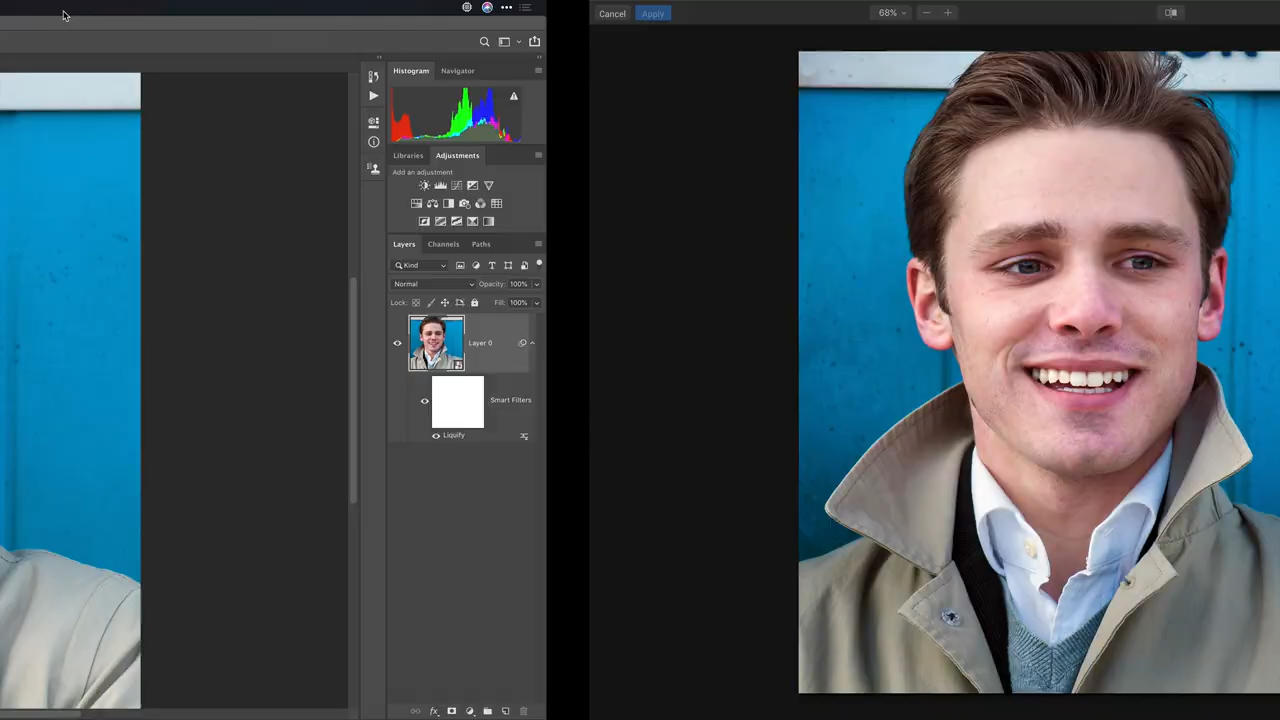 Histogram Navigator
Libraries Adjustments
Add an adjustment
Layers Channels Paths
Kind
Normal Opacity: 100%
Lock: Fill: 100%
Layer 0
Smart Filters
Liquify
fx
Cancel Apply 68%